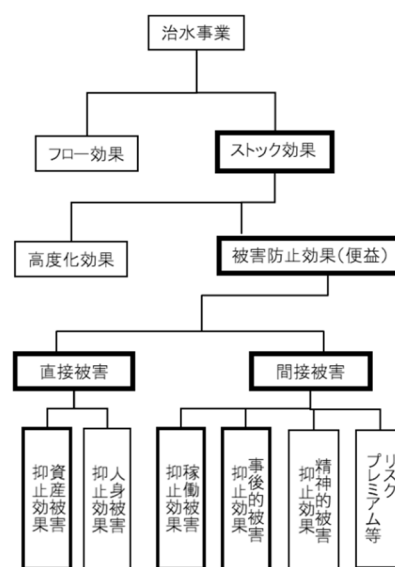 治水事業
フロー効果
ストック効果
高度化効果
被害防止効果(便益)
直接被害
間接被害
資産被害
抑止効果
人身被害
抑止効果
稼働被害
抑止効果
事後的被害
抑止効果
精神的被害
抑止効果
リスク
プレミアム等